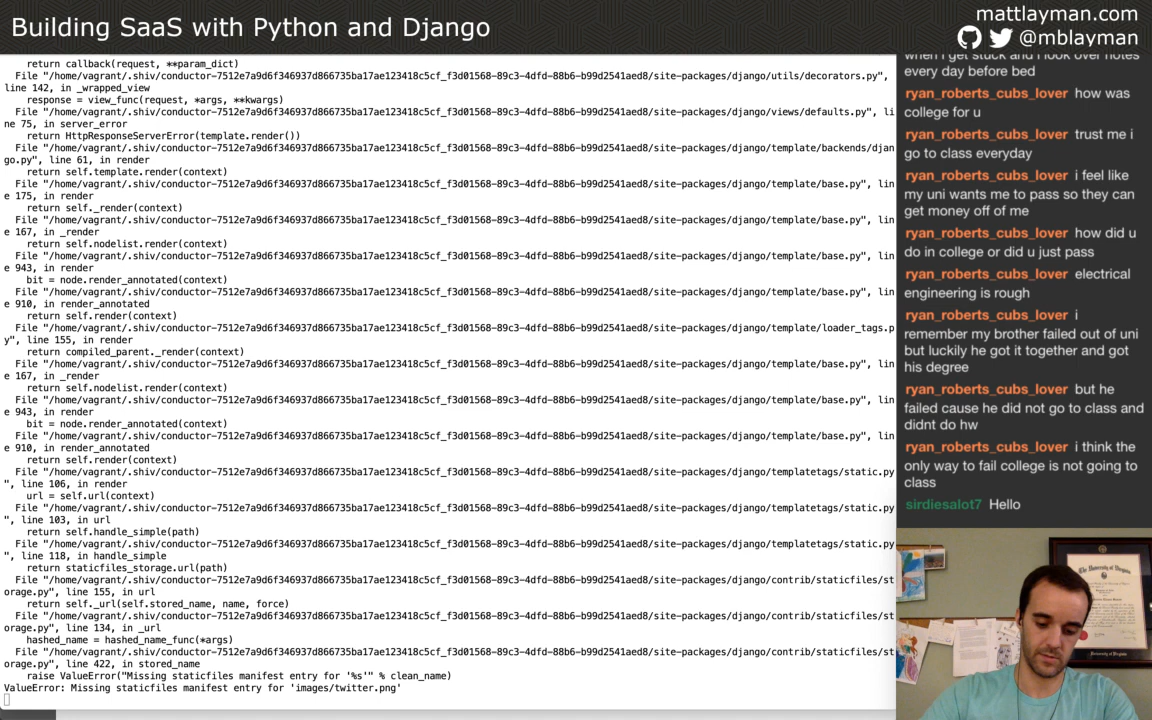 Building SaaS with Python and Django
mattlayman.com
@mblayman
return callback(request, **param_dict)
File "/home/vagrant/.shiv/conductor-7512e7a9d6f346937d866735ba17ae123418c5cf_f3d01568-89c3-4dfd-88b6-b99d2541aed8/site-packages/django/utils/decorators.py",
line 142, in _wrapped_view
response = view_func(request, *args, **kwargs)
File "/home/vagrant/.shiv/conductor-7512e7a9d6f346937d866735ba17ae123418c5cf_f3d01568-89c3-4dfd-88b6-b99d2541aed8/site-packages/django/views/defaults.py", li
ne 75, in server_error
return HttpResponseServerError(template.render())
File "/home/vagrant/.shiv/conductor-7512e7a9d6f346937d866735ba17ae123418c5cf_f3d01568-89c3-4dfd-88b6-b99d2541aed8/site-packages/django/template/backends/djan
go.py", line 61, in render
return self.template.render(context)
File "/home/vagrant/.shiv/conductor-7512e7a9d6f346937d866735ba17ae123418c5cf_f3d01568-89c3-4dfd-88b6-b99d2541aed8/site-packages/django/template/base.py", lin
e 175, in render
return self._render(context)
File "/home/vagrant/.shiv/conductor-7512e7a9d6f346937d866735ba17ae123418c5cf_f3d01568-89c3-4dfd-88b6-b99d2541aed8/site-packages/django/template/base.py", lin
e 167, in _render
return self.nodelist.render(context)
File "/home/vagrant/.shiv/conductor-7512e7a9d6f346937d866735ba17ae123418c5cf_f3d01568-89c3-4dfd-88b6-b99d2541aed8/site-packages/django/template/base.py", lin
e 943, in render
bit = node.render_annotated(context)
File "/home/vagrant/.shiv/conductor-7512e7a9d6f346937d866735ba17ae123418c5cf_f3d01568-89c3-4dfd-88b6-b99d2541aed8/site-packages/django/template/base.py", lin
e 910, in render_annotated
return self.render(context)
File "/home/vagrant/.shiv/conductor-7512e7a9d6f346937d866735ba17ae123418c5cf_f3d01568-89c3-4dfd-88b6-b99d2541aed8/site-packages/django/template/loader_tags.p
y", line 155, in render
return compiled_parent._render(context)
File "/home/vagrant/.shiv/conductor-7512e7a9d6f346937d866735ba17ae123418c5cf_f3d01568-89c3-4dfd-88b6-b99d2541aed8/site-packages/django/template/base.py", lin
e 167, in _render
return self.nodelist.render(context)
File "/home/vagrant/.shiv/conductor-7512e7a9d6f346937d866735ba17ae123418c5cf_f3d01568-89c3-4dfd-88b6-b99d2541aed8/site-packages/django/template/base.py", lin
e 943, in render
bit = node.render_annotated(context)
File "/home/vagrant/.shiv/conductor-7512e7a9d6f346937d866735ba17ae123418c5cf_f3d01568-89c3-4dfd-88b6-b99d2541aed8/site-packages/django/template/base.py", lin
e 910, in render_annotated
return self.render(context)
File "/home/vagrant/.shiv/conductor-7512e7a9d6f346937d866735ba17ae123418c5cf_f3d01568-89c3-4dfd-88b6-b99d2541aed8/site-packages/django/templatetags/static.py
", line 106, in render
url = self.url(context)
File "/home/vagrant/.shiv/conductor-7512e7a9d6f346937d866735ba17ae123418c5cf_f3d01568-89c3-4dfd-88b6-b99d2541aed8/site-packages/django/templatetags/static.py
", line 103, in url
return self.handle_simple(path)
File "/home/vagrant/.shiv/conductor-7512e7a9d6f346937d866735ba17ae123418c5cf_f3d01568-89c3-4dfd-88b6-b99d2541aed8/site-packages/django/templatetags/static.py
", line 118, in handle_simple
return staticfiles_storage.url(path)
File "/home/vagrant/.shiv/conductor-7512e7a9d6f346937d866735ba17ae123418c5cf_f3d01568-89c3-4dfd-88b6-b99d2541aed8/site-packages/django/contrib/staticfiles/st
orage.py", line 155, in url
return self._url(self.stored_name, name, force)
File "/home/vagrant/.shiv/conductor-7512e7a9d6f346937d866735ba17ae123418c5cf_f3d01568-89c3-4dfd-88b6-b99d2541aed8/site-packages/django/contrib/staticfiles/st
orage.py", line 134, in _url
hashed_name = hashed_name_func(*args)
File "/home/vagrant/.shiv/conductor-7512e7a9d6f346937d866735ba17ae123418c5cf_f3d01568-89c3-4dfd-88b6-b99d2541aed8/site-packages/django/contrib/staticfiles/st
orage.py", line 422, in stored_name
raise ValueError("Missing staticfiles manifest entry for '%s'" % clean_name)
ValueError: Missing staticfiles manifest entry for 'images/twitter.png'
when i get stuck and i look over notes
every day before bed
ryan_roberts_cubs_lover how was
college for u
ryan_roberts_cubs_lover trust me i
go to class everyday
ryan_roberts_cubs_lover i feel like
my uni wants me to pass so they can
get money off of me
ryan_roberts_cubs_lover how did u
do in college or did u just pass
ryan_roberts_cubs_lover electrical
engineering is rough
ryan_roberts_cubs_lover i
remember my brother failed out of uni
but luckily he got it together and got
his degree
ryan_roberts_cubs_lover but he
failed cause he did not go to class and
didnt do hw
ryan_roberts_cubs_lover i think the
only way to fail college is not going to
class
sirdiesalot7 Hello
The University of Virginia